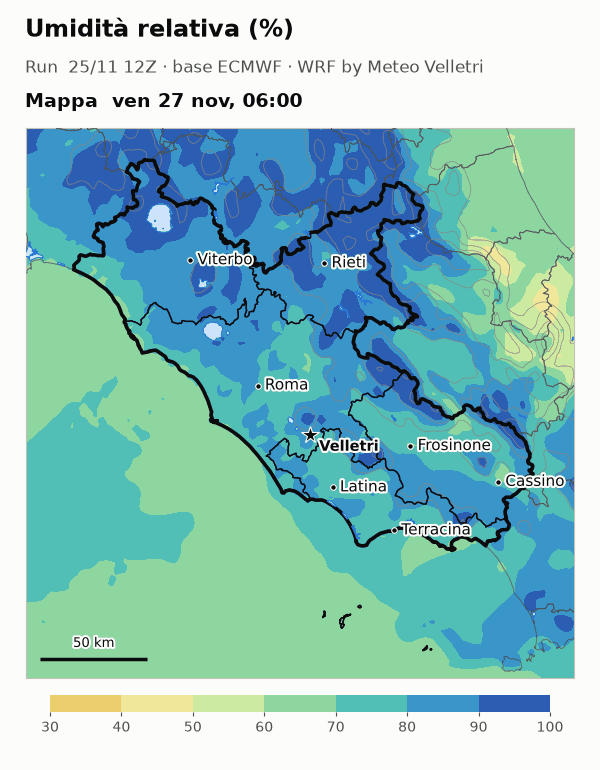 Umidità relativa (%)
Run  25/11 12Z · base ECMWF · WRF by Meteo Velletri
Mappa  ven 27 nov, 06:00
Viterbo
Rieti
Roma
Velletri
Frosinone
Cassino
Latina
Terracina
50 km
30 40 50 60 70 80 90 100